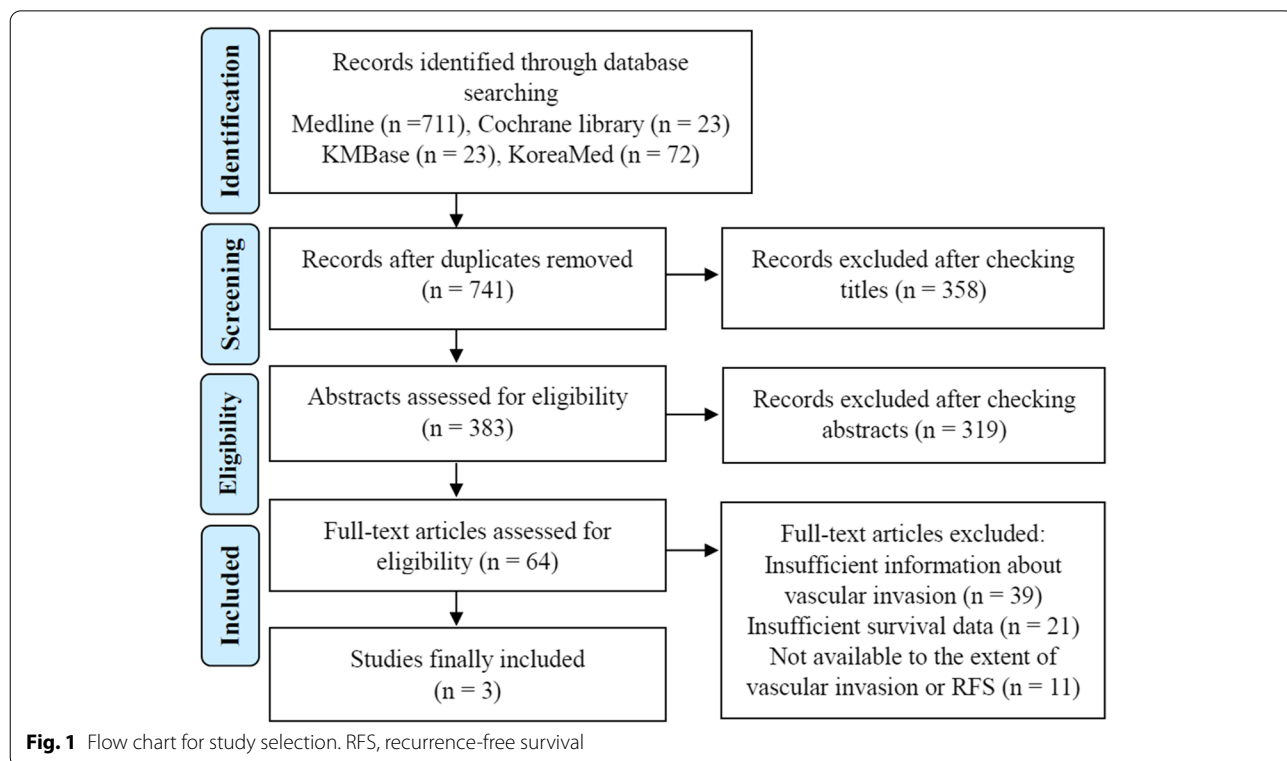 Identification
Records identified through database
searching
Medline (n =711), Cochrane library (n = 23)
KMBase (n = 23), KoreaMed (n = 72)
Screening
Records after duplicates removed
(n = 741)
Records excluded after checking
titles (n = 358)
Eligibility
Abstracts assessed for eligibility
(n = 383)
Records excluded after checking
abstracts (n = 319)
Included
Full-text articles assessed for
eligibility (n = 64)
Full-text articles excluded:
Insufficient information about
vascular invasion (n = 39)
Insufficient survival data (n = 21)
Not available to the extent of
vascular invasion or RFS (n = 11)
Studies finally included
(n = 3)
Fig. 1 Flow chart for study selection. RFS, recurrence-free survival